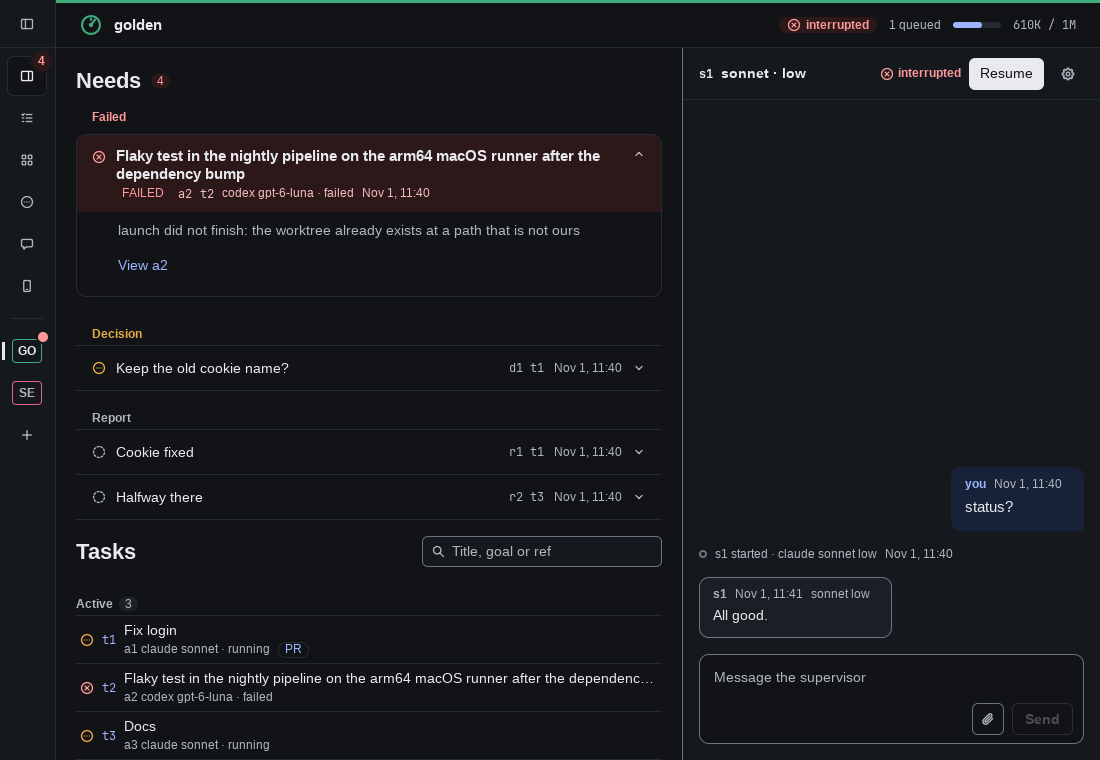 golden
interrupted
1 queued
610K / 1M
4
GO
SE
Needs 4
Failed
Flaky test in the nightly pipeline on the arm64 macOS runner after the
dependency bump
FAILED a2 t2 codex gpt-6-luna · failed Nov 1, 11:40
launch did not finish: the worktree already exists at a path that is not ours
View a2
Decision
Keep the old cookie name? d1 t1 Nov 1, 11:40
Report
Cookie fixed r1 t1 Nov 1, 11:40
Halfway there r2 t3 Nov 1, 11:40
Tasks
Title, goal or ref
Active 3
t1 Fix login
a1 claude sonnet · running PR
t2 Flaky test in the nightly pipeline on the arm64 macOS runner after the dependenc…
a2 codex gpt-6-luna · failed
t3 Docs
a3 claude sonnet · running
s1 sonnet · low
interrupted
Resume
you Nov 1, 11:40
status?
s1 started · claude sonnet low Nov 1, 11:40
s1 Nov 1, 11:41 sonnet low
All good.
Message the supervisor
Send